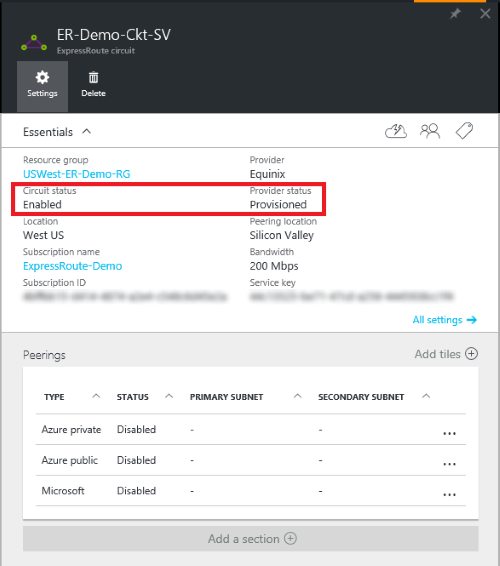 ER-Demo-Ckt-SV
ExpressRoute circuit
Settings Delete
Essentials
Resource group Provider
USWest-ER-Demo-RG Equinix
Circuit status Provider status
Enabled Provisioned
Location Peering location
West US Silicon Valley
Subscription name Bandwidth
ExpressRoute-Demo 200 Mbps
Subscription ID Service key
All settings →
Peerings Add tiles
TYPE STATUS PRIMARY SUBNET SECONDARY SUBNET
Azure private Disabled - - ...
Azure public Disabled - - ...
Microsoft Disabled - - ...
Add a section